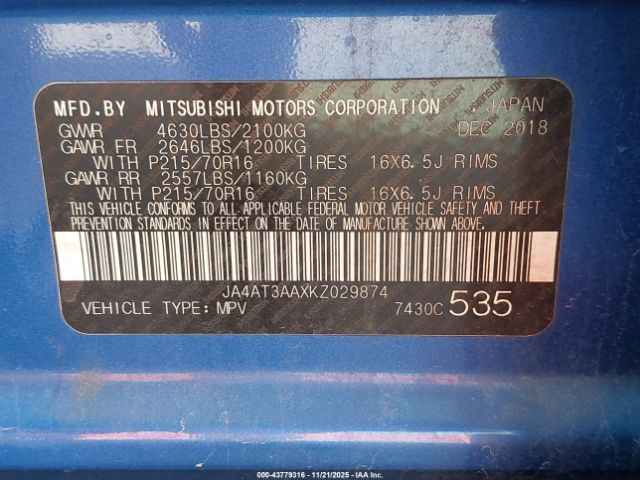 MFD.BY MITSUBISHI MOTORS CORPORATION JAPAN
GVWR 4630LBS/2100KG DEC 2018
GAWR FR 2646LBS/1200KG
WITH P215/70R16 TIRES 16X6.5J RIMS
GAWR RR 2557LBS/1160KG
WITH P215/70R16 TIRES 16X6.5J RIMS
THIS VEHICLE CONFORMS TO ALL-APPLICABLE FEDERAL MOTOR VEHICLE SAFETY AND THEFT
PREVENTION STANDARDS IN EFFECT ON THE DATE OF MANUFACTURE SHOWN ABOVE.
JA4AT3AAXKZ029874
VEHICLE TYPE: MPV 7430C 535
000-43779316 - 11/21/2025 - IAA Inc.